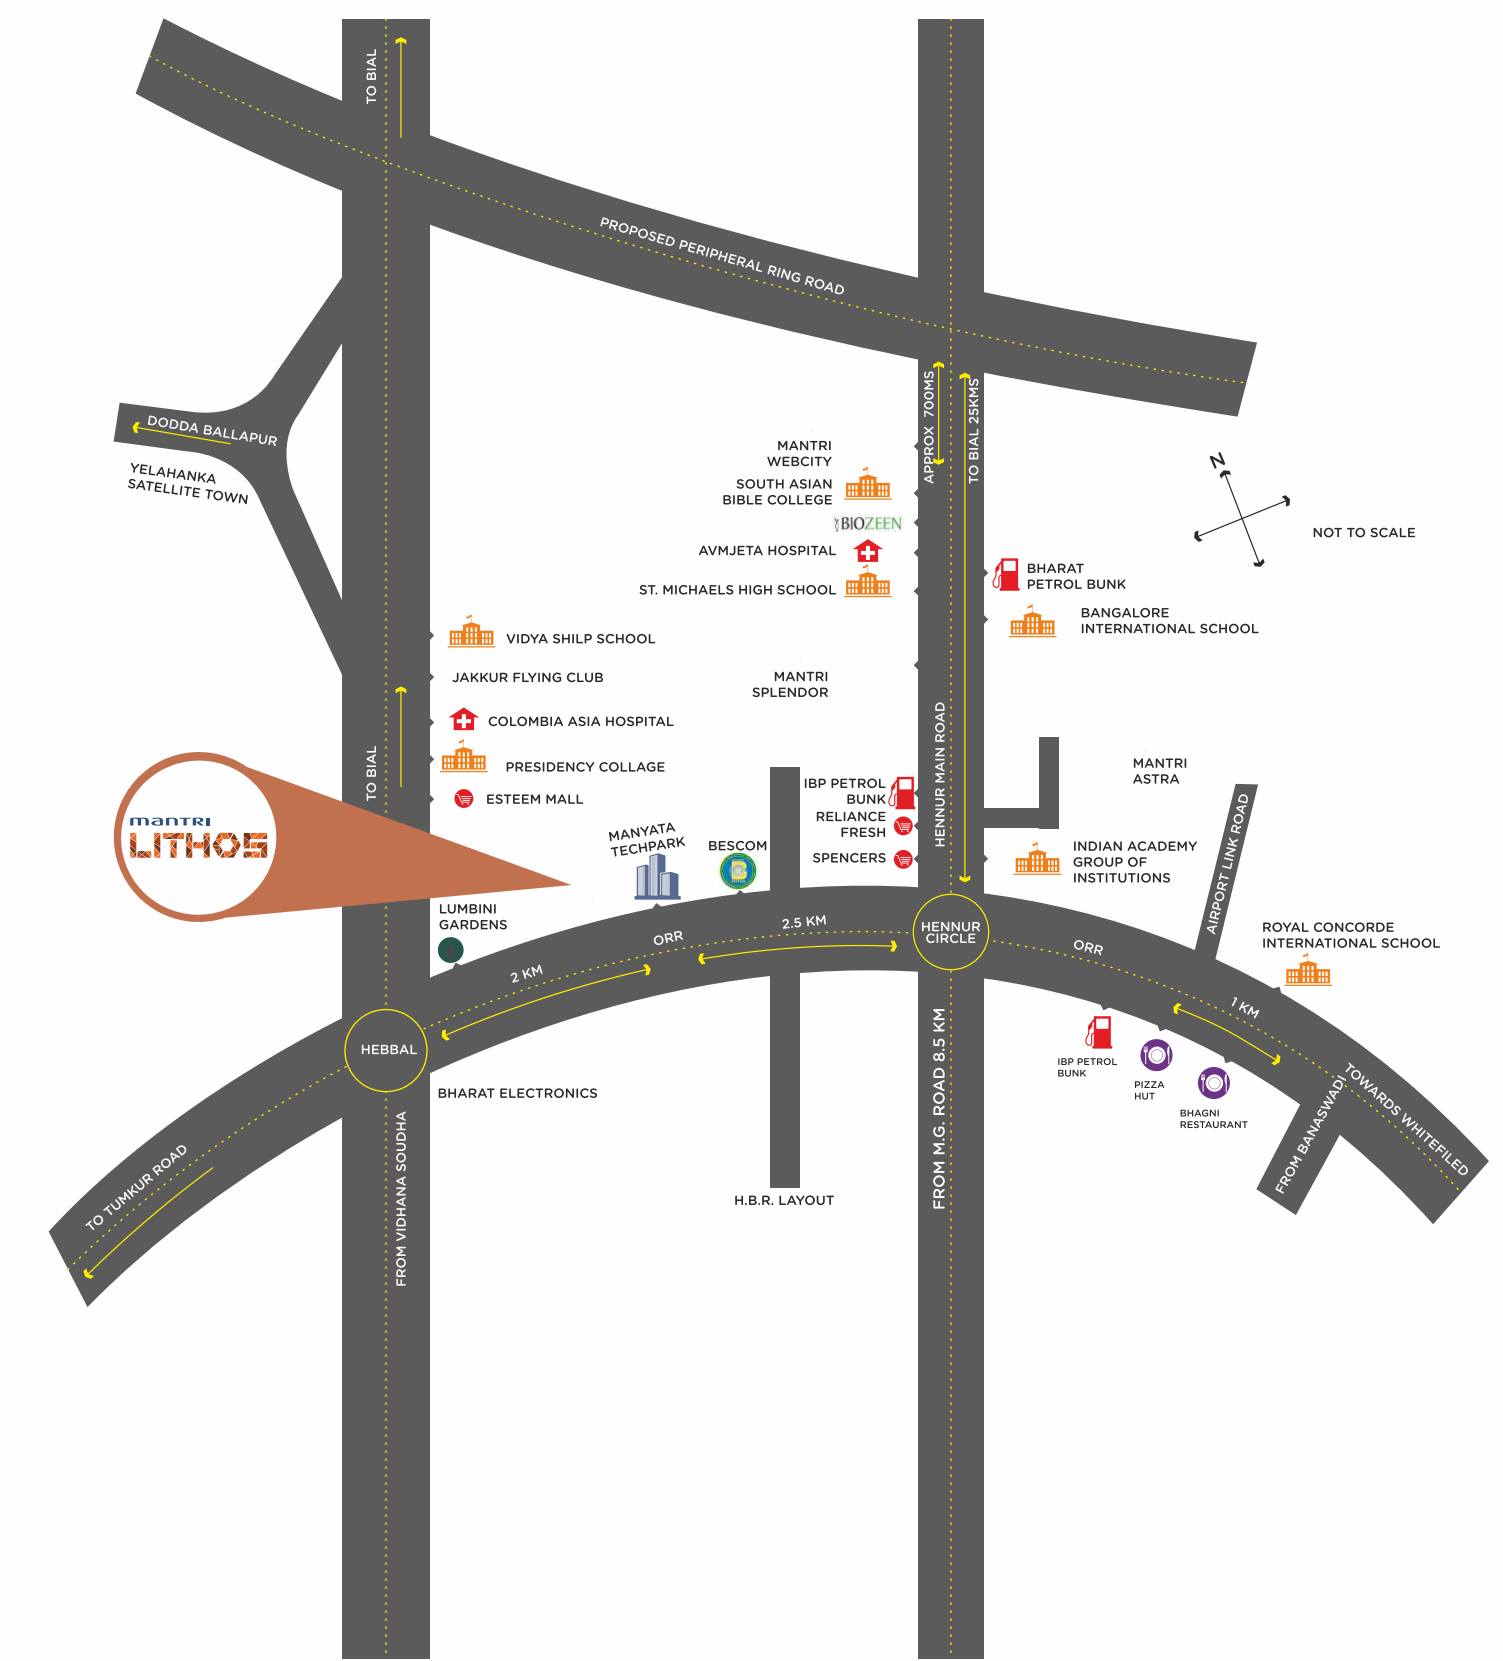 TO BIAL
PROPOSED PERIPHERAL RING ROAD
DODDA BALLAPUR
YELAHANKA
SATELLITE TOWN
APPROX 700MS
TO BIAL 25KMS
MANTRI
WEBCITY
SOUTH ASIAN
BIBLE COLLEGE
BIOZEEN
AVMJETA HOSPITAL
ST. MICHAELS HIGH SCHOOL
N
NOT TO SCALE
BHARAT
PETROL BUNK
BANGALORE
INTERNATIONAL SCHOOL
VIDYA SHILP SCHOOL
JAKKUR FLYING CLUB
COLOMBIA ASIA HOSPITAL
PRESIDENCY COLLAGE
ESTEEM MALL
TO BIAL
MANTRI
SPLENDOR
HENNUR MAIN ROAD
IBP PETROL
BUNK
RELIANCE
FRESH
SPENCERS
MANTRI
ASTRA
INDIAN ACADEMY
GROUP OF
INSTITUTIONS
AIRPORT LINK ROAD
mantri
LITHOS
MANYATA
TECHPARK
BESCOM
LUMBINI
GARDENS
2 KM
ORR
2.5 KM
HENNUR
CIRCLE
ORR
1 KM
ROYAL CONCORDE
INTERNATIONAL SCHOOL
HEBBAL
BHARAT ELECTRONICS
TO TUMKUR ROAD
FROM VIDHANA SOUDHA
H.B.R. LAYOUT
FROM M.G. ROAD 8.5 KM
IBP PETROL
BUNK
PIZZA
HUT
BHAGNI
RESTAURANT
FROM BANASWADI
TOWARDS WHITEFILED